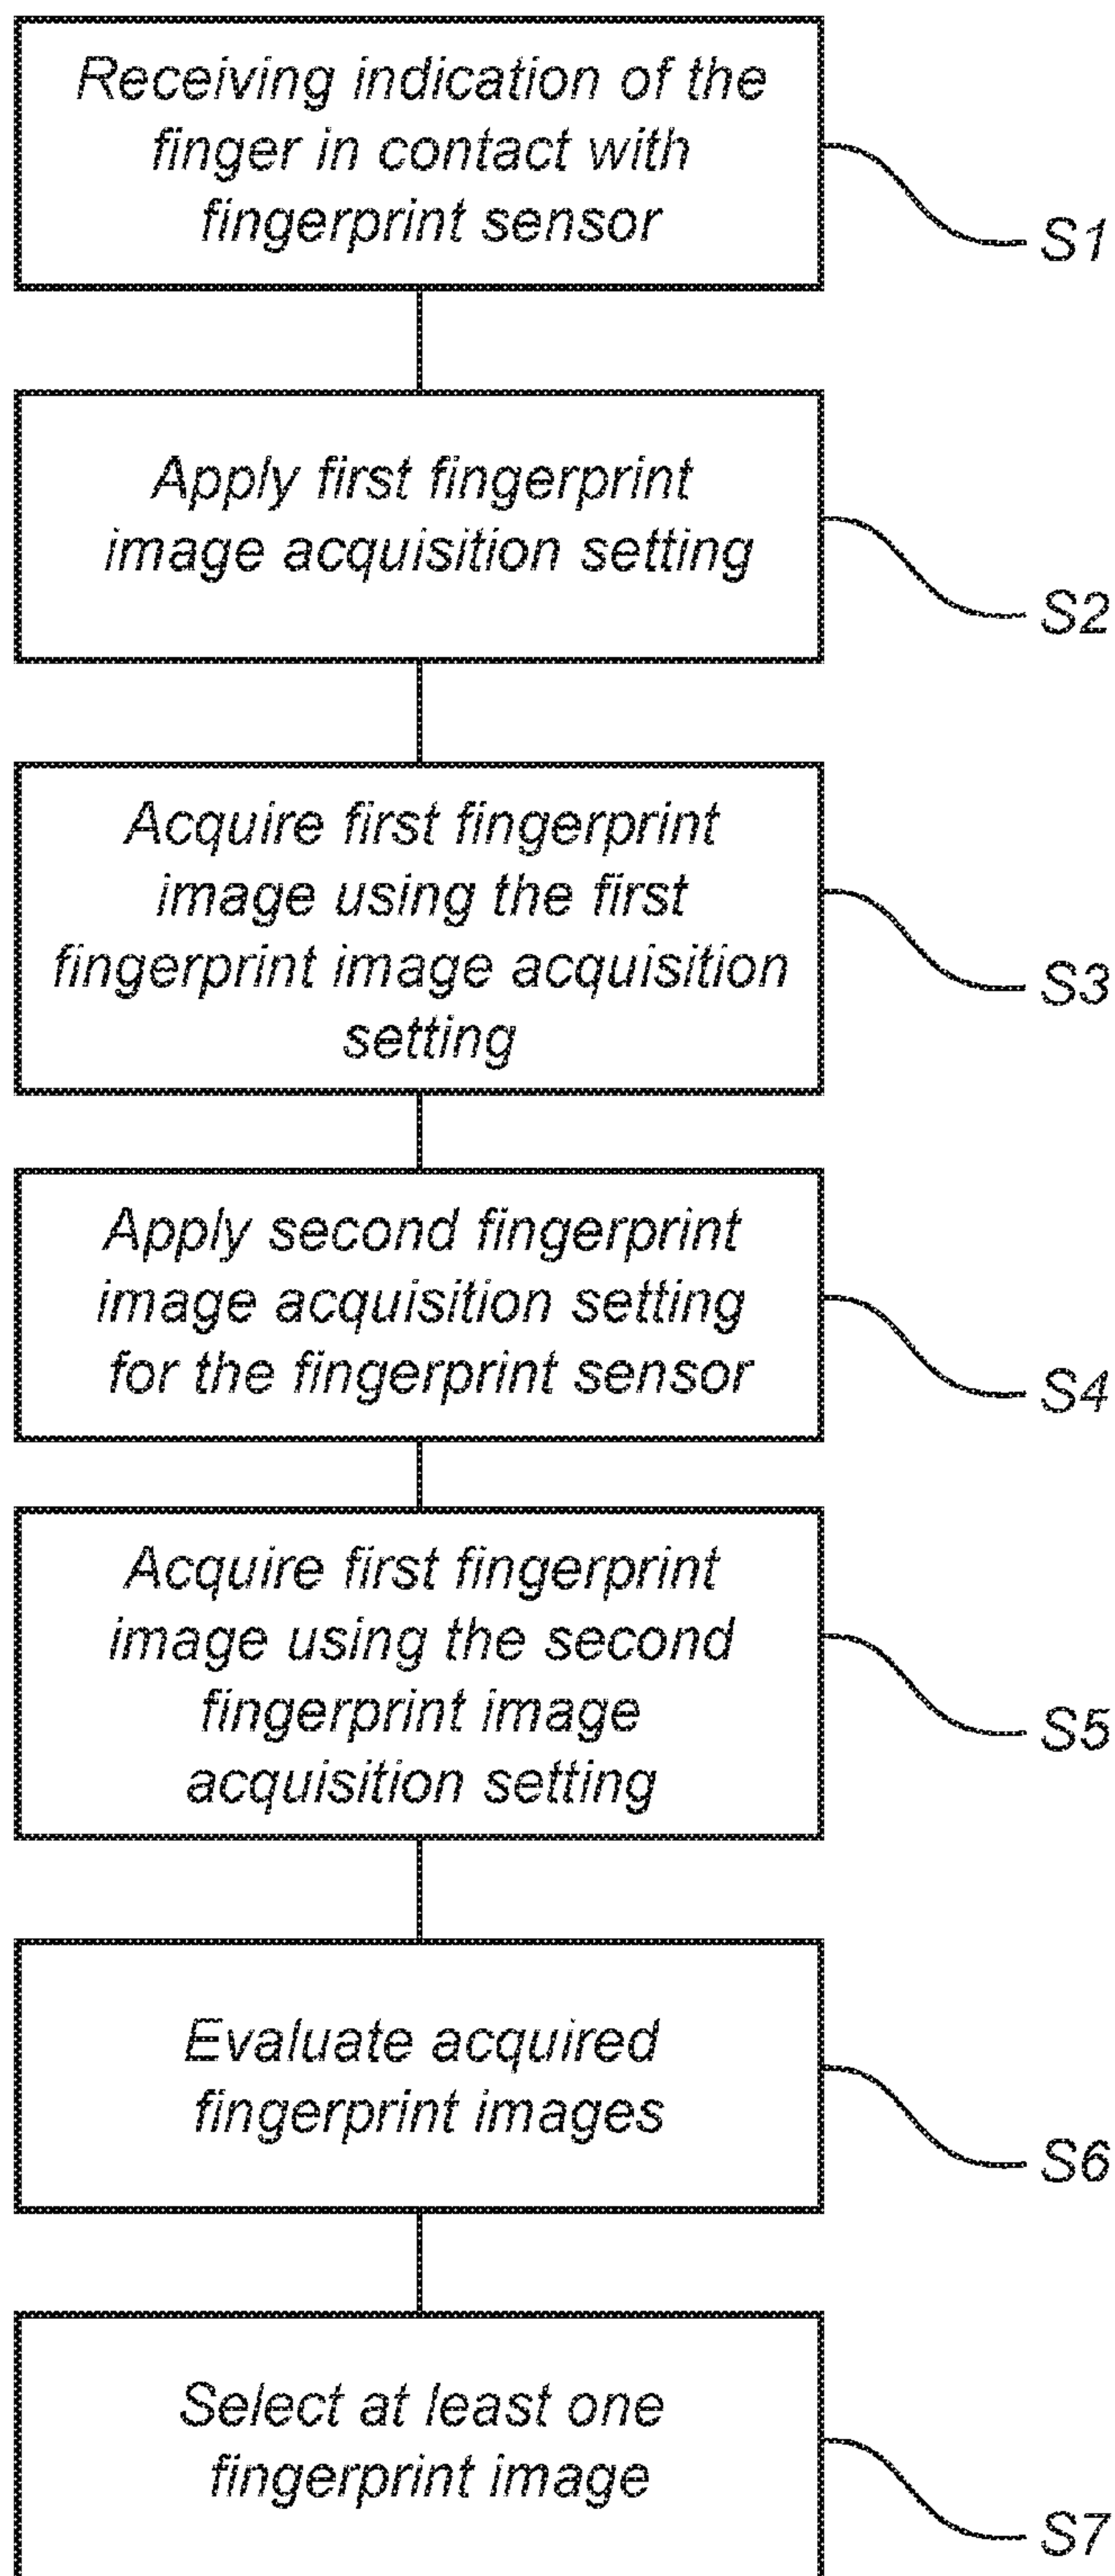 Receiving indication of the
finger in contact with
fingerprint sensor
S1
Apply first fingerprint
image acquisition setting
S2
Acquire first fingerprint
image using the first
fingerprint image acquisition
setting
S3
Apply second fingerprint
image acquisition setting
for the fingerprint sensor
S4
Acquire first fingerprint
image using the second
fingerprint image
acquisition setting
S5
Evaluate acquired
fingerprint images
S6
Select at least one
fingerprint image
S7